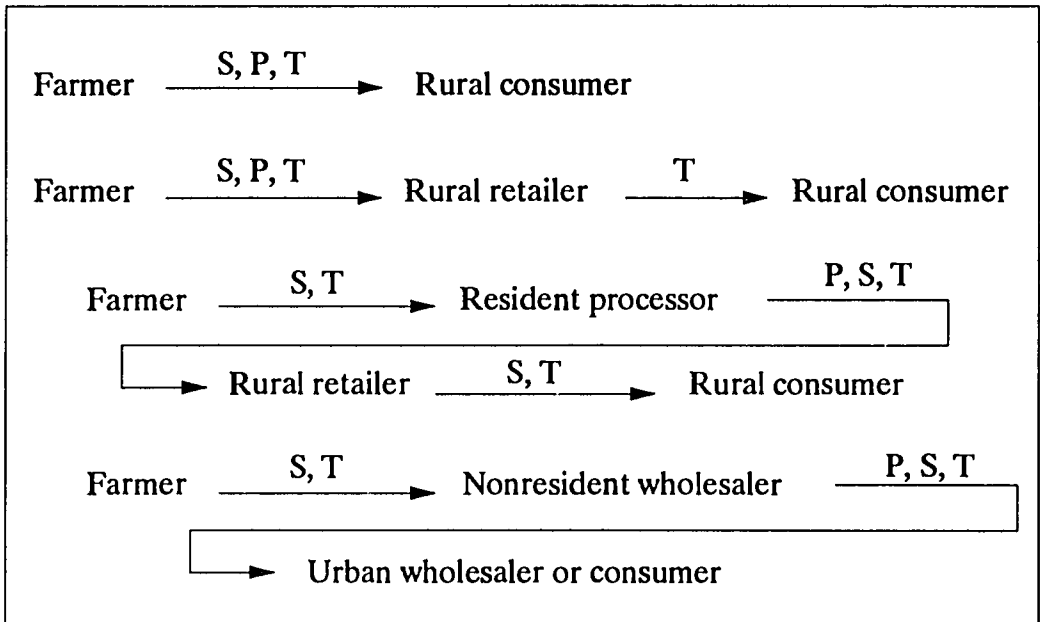 S, P, T
Farmer Rural consumer
S, P, T T
Farmer Rural retailer Rural consumer
S, T P, S, T
Farmer Resident processor
S, T
Rural retailer Rural consumer
S, T P, S, T
Farmer Nonresident wholesaler
Urban wholesaler or consumer